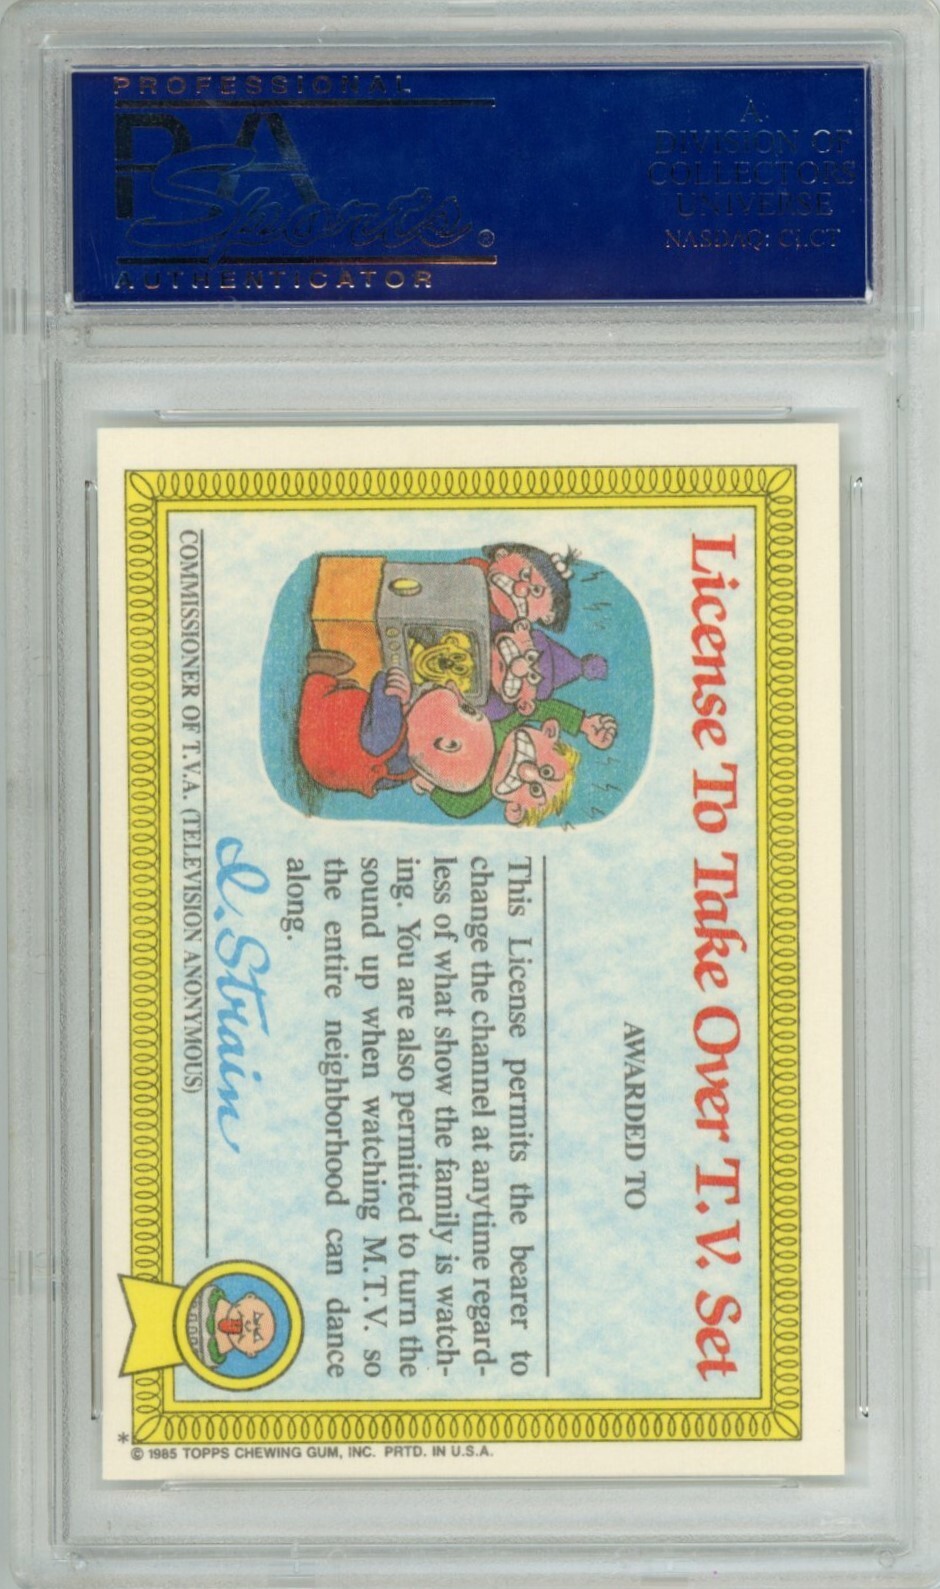 PROFESSIONAL
PSA
Sports®
AUTHENTICATOR
A
DIVISION OF
COLLECTORS
UNIVERSE
NASDAQ: CLCT
License To Take Over T.V. Set
AWARDED TO
This License permits the bearer to
change the channel at anytime regard-
less of what show the family is watch-
ing. You are also permitted to turn the
sound up when watching M.T.V. so
the entire neighborhood can dance
along.
I. Strain
COMMISSIONER OF T.V.A. (TELEVISION ANONYMOUS)
* © 1985 TOPPS CHEWING GUM, INC. PRTD. IN U.S.A.